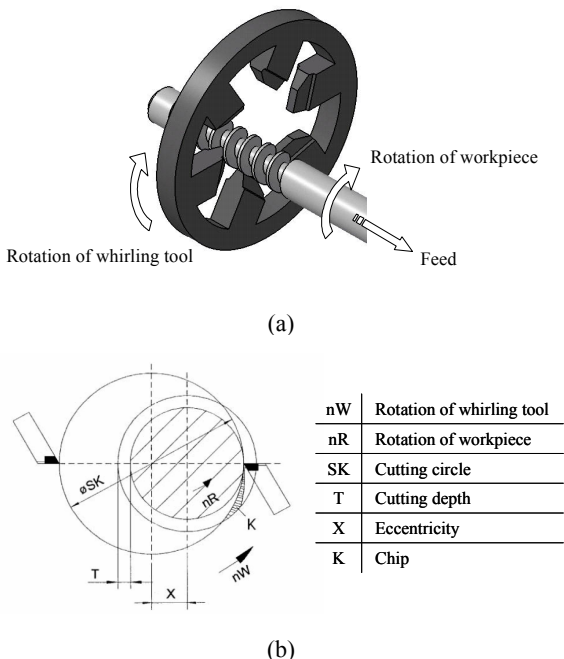 Rotation of workpiece
Rotation of whirling tool
Feed
(a)
øSK
nR
K
T
X
nW
nW Rotation of whirling tool
nR Rotation of workpiece
SK Cutting circle
T Cutting depth
X Eccentricity
K Chip
(b)